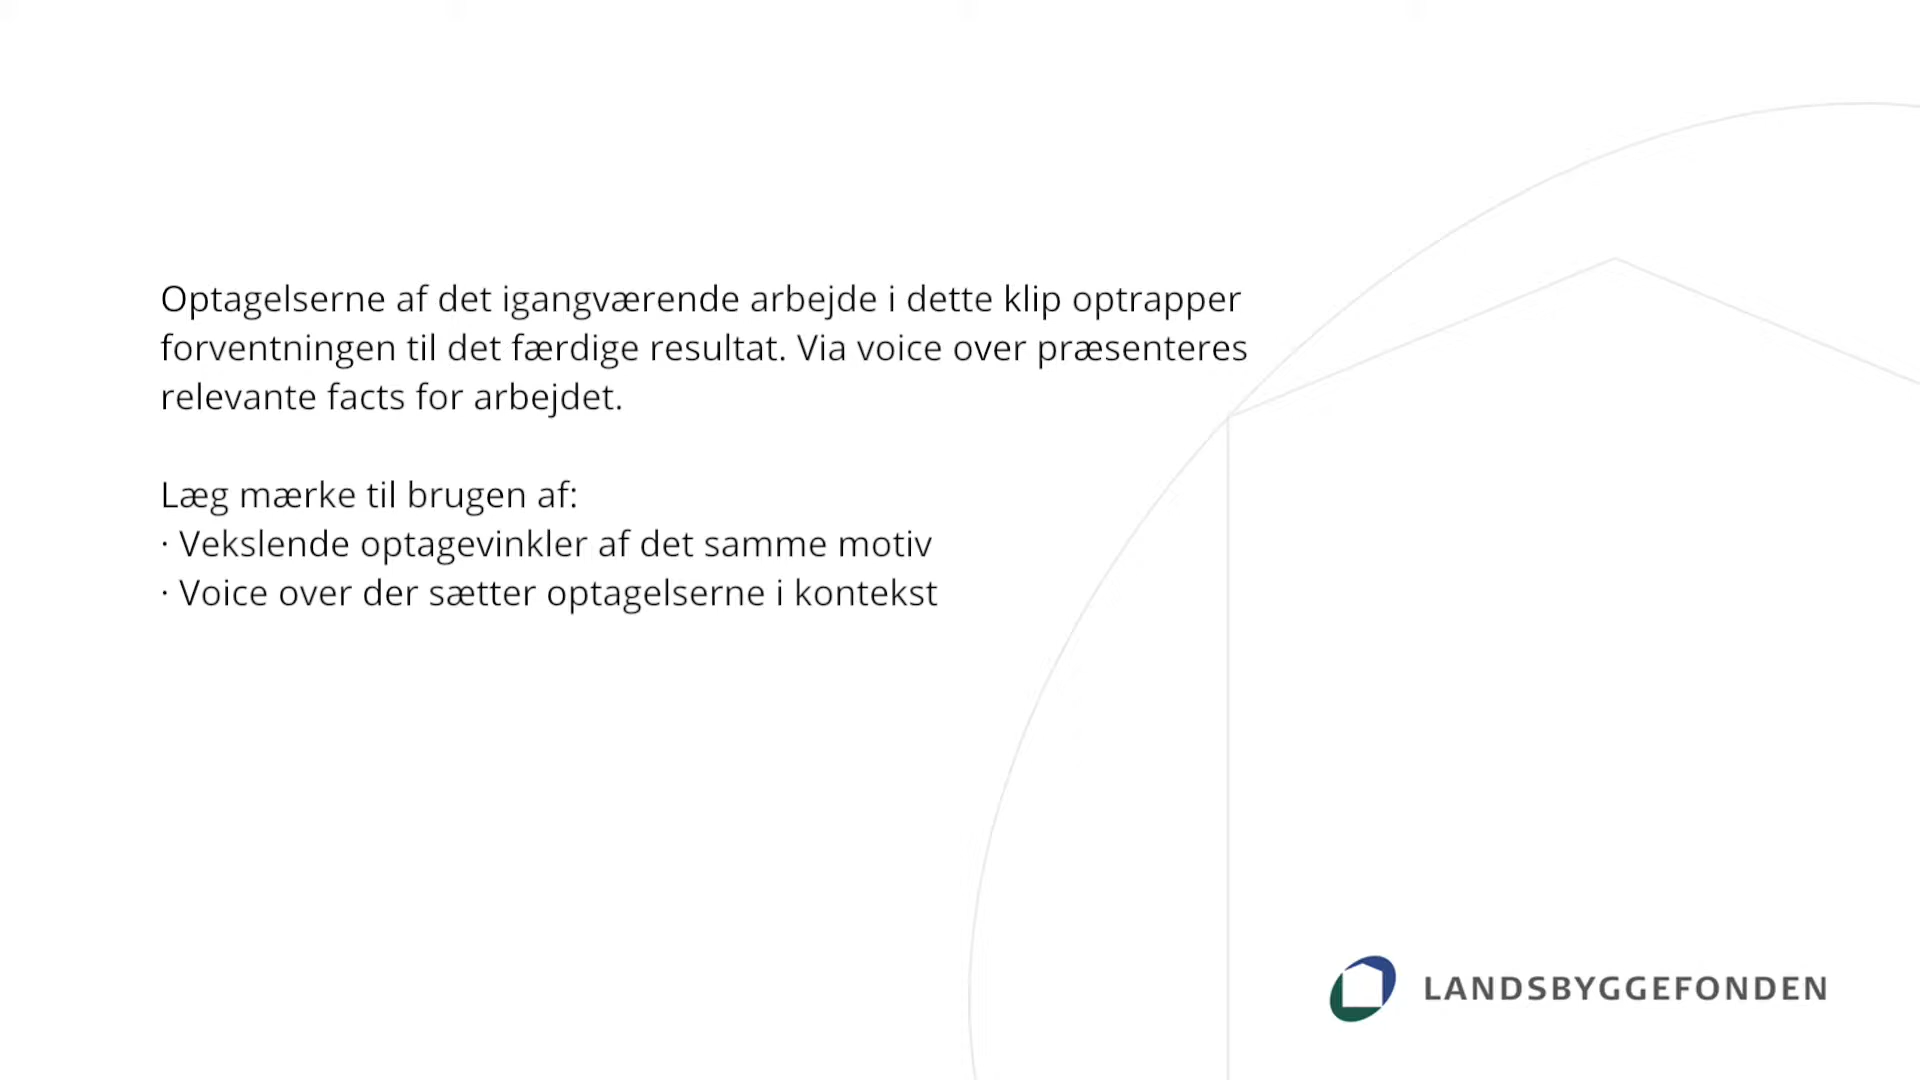 Optagelserne af det igangværende arbejde i dette klip optrapper
forventningen til det færdige resultat. Via voice over præsenteres
relevante facts for arbejdet.
Læg mærke til brugen af:
· Vekslende optagevinkler af det samme motiv
· Voice over der sætter optagelserne i kontekst
LANDSBYGGEFONDEN